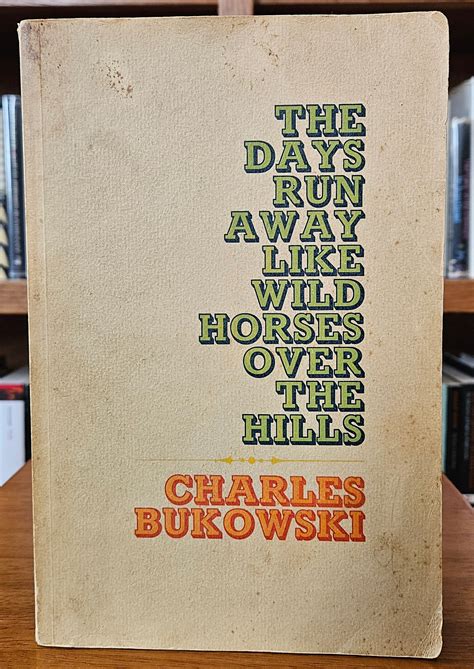 THE
DAYS
RUN
AWAY
LIKE
WILD
HORSES
OVER
THE
HILLS
CHARLES
BUKOWSKI